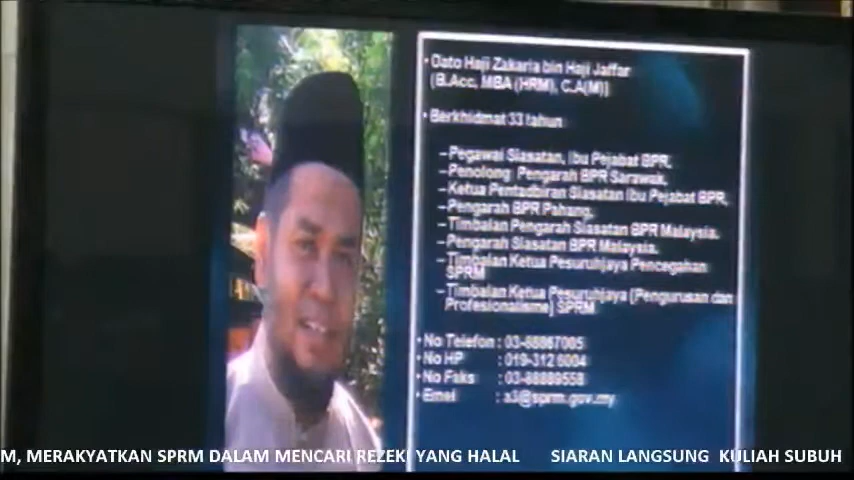 • Dato Haji Zakaria bin Haji Jaffar
(B.Acc, MBA (HRM), C.A(M))
• Berkhidmat 33 tahun
– Pegawai Siasatan, Ibu Pejabat BPR.
– Penolong Pengarah BPR Sarawak.
– Ketua Pentadbiran Siasatan Ibu Pejabat BPR.
– Pengarah BPR Pahang.
– Timbalan Pengarah Siasatan BPR Malaysia.
– Pengarah Siasatan BPR Malaysia.
– Timbalan Ketua Pesuruhjaya Pencegahan
SPRM
– Timbalan Ketua Pesuruhjaya [Pengurusan dan
Profesionalisme] SPRM
• No Telefon : 03-88867005
• No HP : 019-312 6004
• No Faks : 03-88889558
• Emel : a3@sprm.gov.my
M, MERAKYATKAN SPRM DALAM MENCARI REZEKI YANG HALAL SIARAN LANGSUNG KULIAH SUBUH